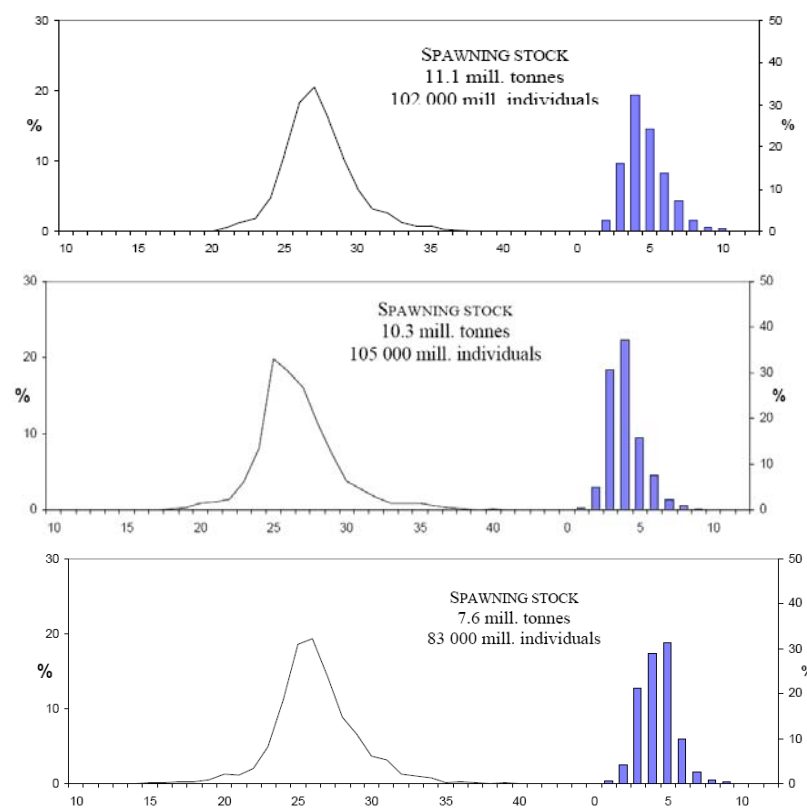 30 50
SPAWNING STOCK
40
11.1 mill. tonnes
20 102 000 mill. individuals 30
% %
20
10
10
0 0
10 15 20 25 30 35 40 0 5 10
30 50
SPAWNING STOCK
10.3 mill. tonnes 40
105 000 mill. individuals
20
30
% %
20
10
10
0 0
10 15 20 25 30 35 40 0 5 10
30 50
SPAWNING STOCK
7.6 mill. tonnes 40
83 000 mill. individuals
20
30
% %
20
10
10
0 0
10 15 20 25 30 35 40 0 5 10